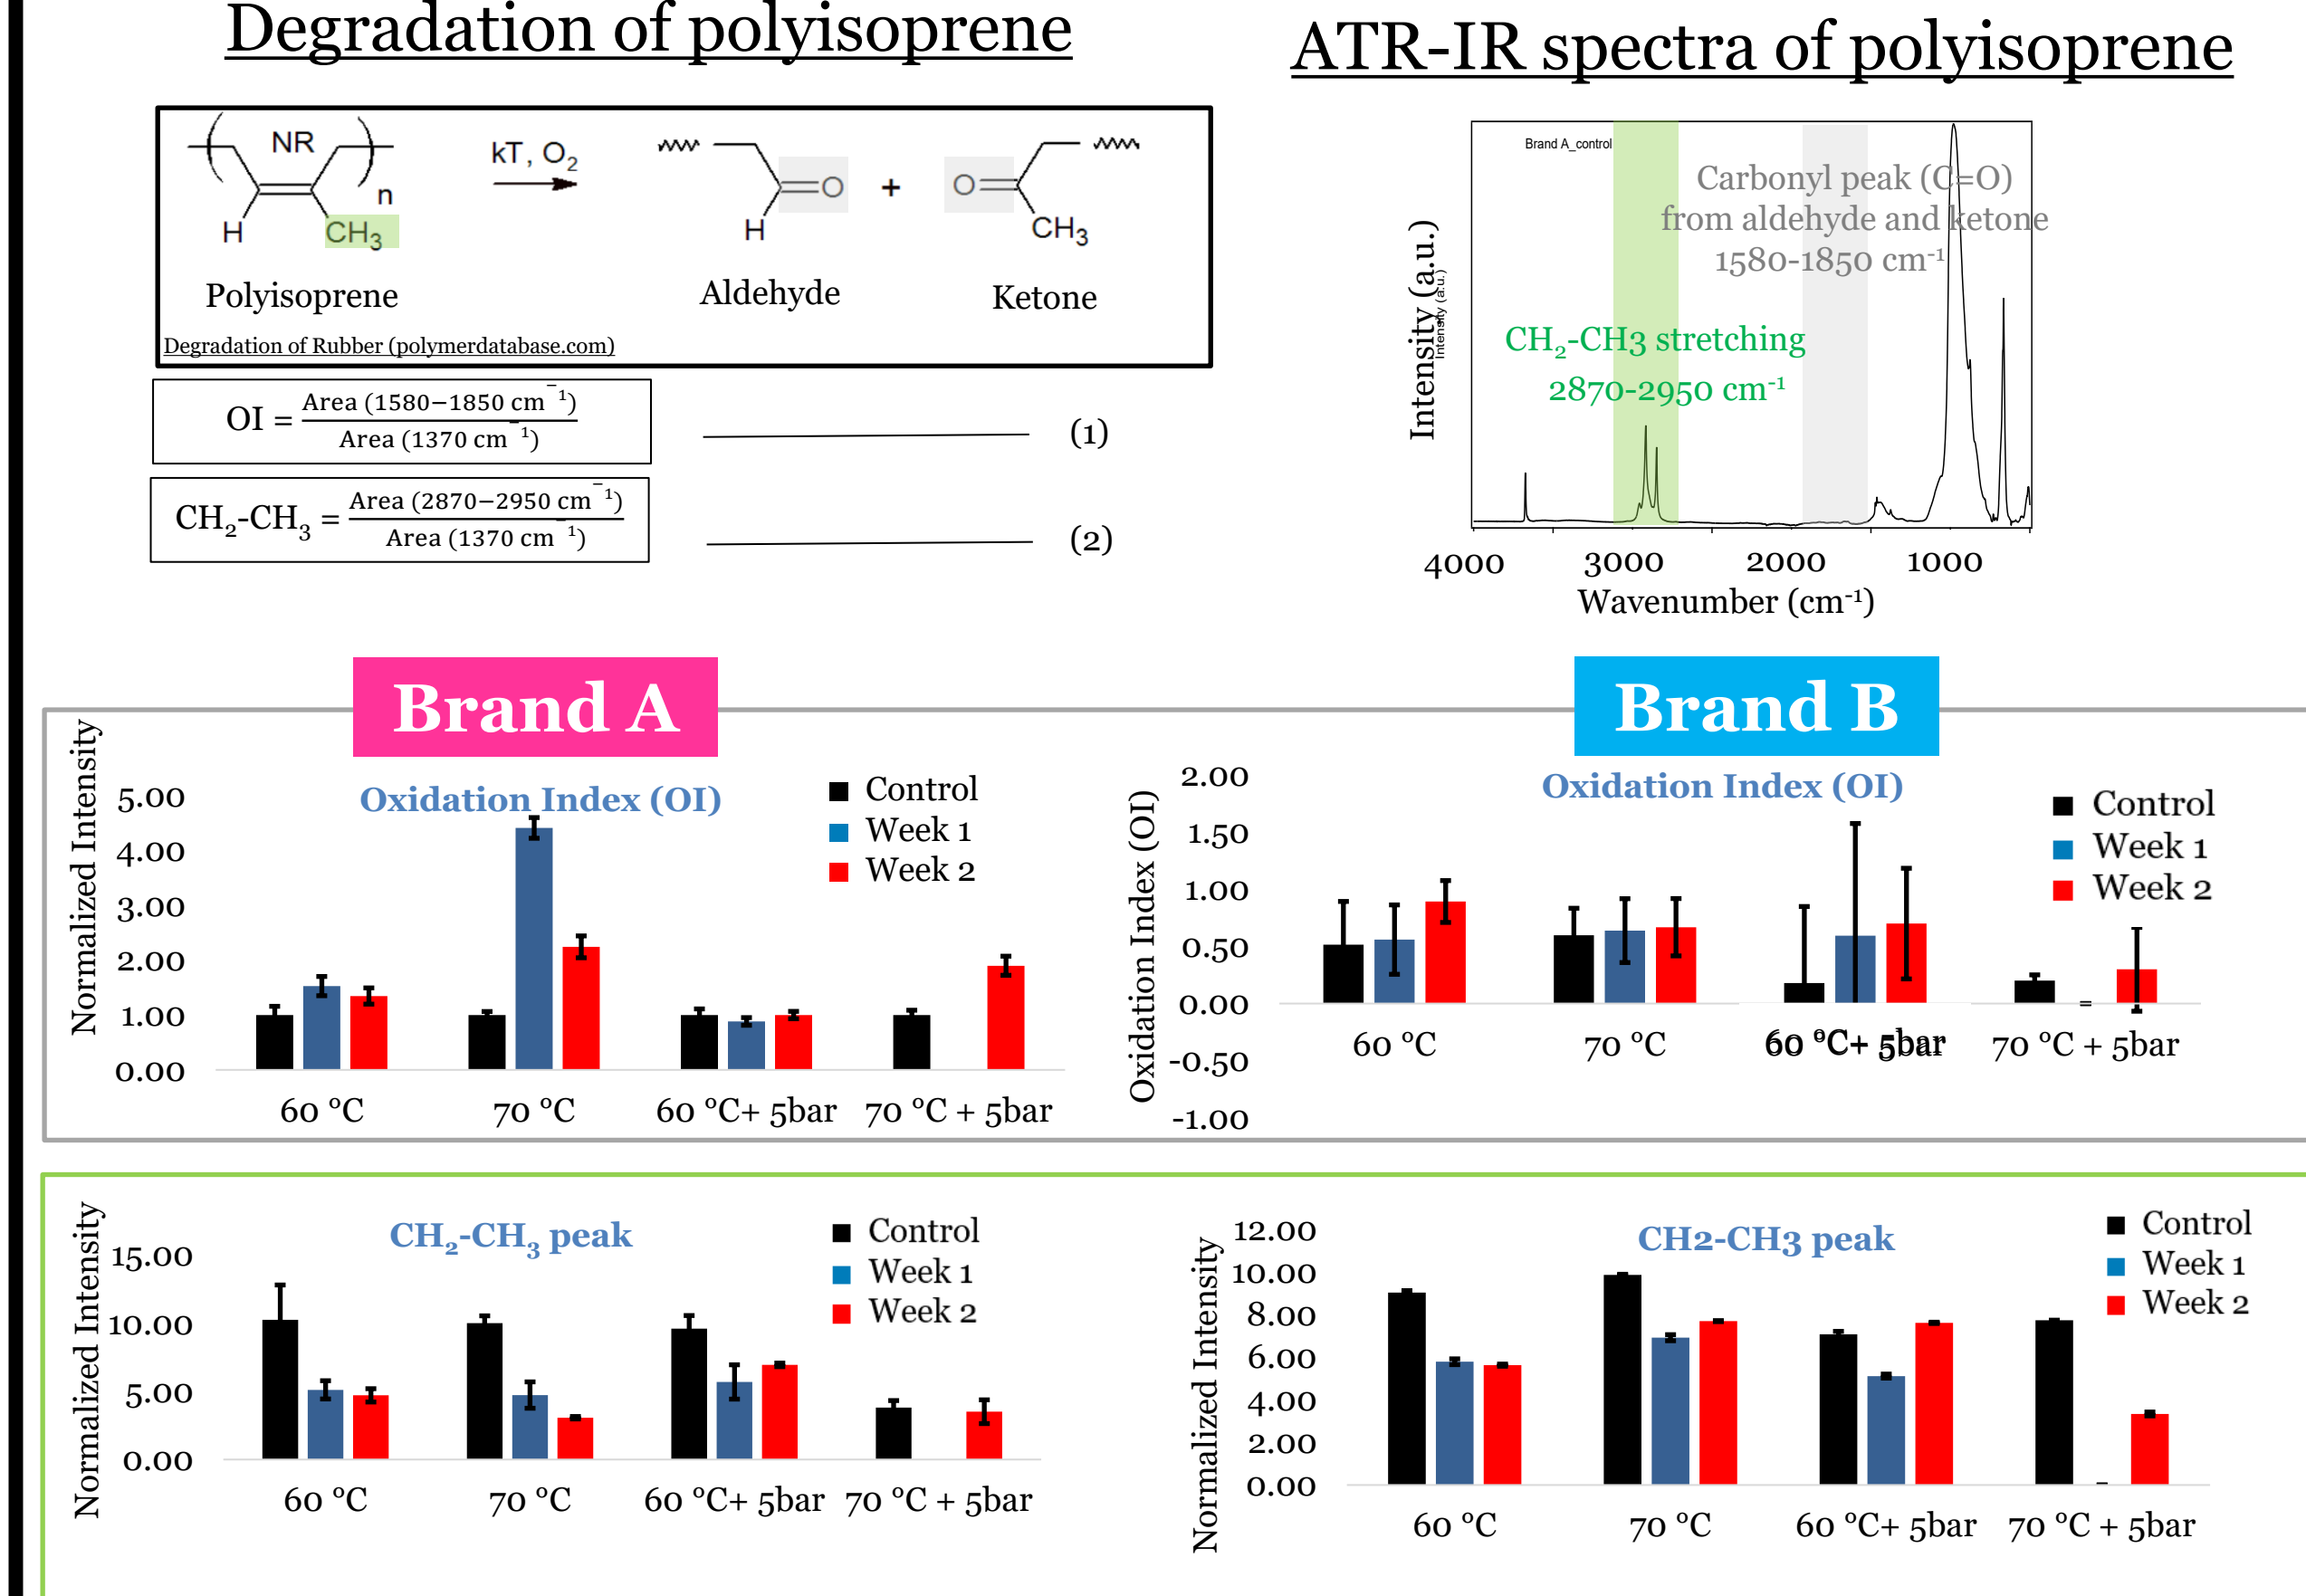 Degradation of polyisoprene
NR
n
H
CH3
kT, O2
O
H
+
O
CH3
Polyisoprene
Aldehyde
Ketone
Degradation of Rubber (polymerdatabase.com)
OI = Area (1580−1850 cm⁻¹) / Area (1370 cm⁻¹)
(1)
CH2-CH3 = Area (2870−2950 cm⁻¹) / Area (1370 cm⁻¹)
(2)
ATR-IR spectra of polyisoprene
Brand A_control
Carbonyl peak (C=O)
from aldehyde and ketone
1580-1850 cm-1
CH2-CH3 stretching
2870-2950 cm-1
Intensity (a.u.)
Intensity (a.u.)
4000 3000 2000 1000
Wavenumber (cm-1)
Brand A
Normalized Intensity
Oxidation Index (OI)
5.00
4.00
3.00
2.00
1.00
0.00
Control
Week 1
Week 2
60 °C 70 °C 60 °C+ 5bar 70 °C + 5bar
Brand B
Oxidation Index (OI)
Oxidation Index (OI)
2.00
1.50
1.00
0.50
0.00
-0.50
-1.00
Control
Week 1
Week 2
60 °C 70 °C 60 °C+ 5bar 70 °C + 5bar
Normalized Intensity
CH2-CH3 peak
15.00
10.00
5.00
0.00
Control
Week 1
Week 2
60 °C 70 °C 60 °C+ 5bar 70 °C + 5bar
Normalized Intensity
CH2-CH3 peak
12.00
10.00
8.00
6.00
4.00
2.00
0.00
Control
Week 1
Week 2
60 °C 70 °C 60 °C+ 5bar 70 °C + 5bar